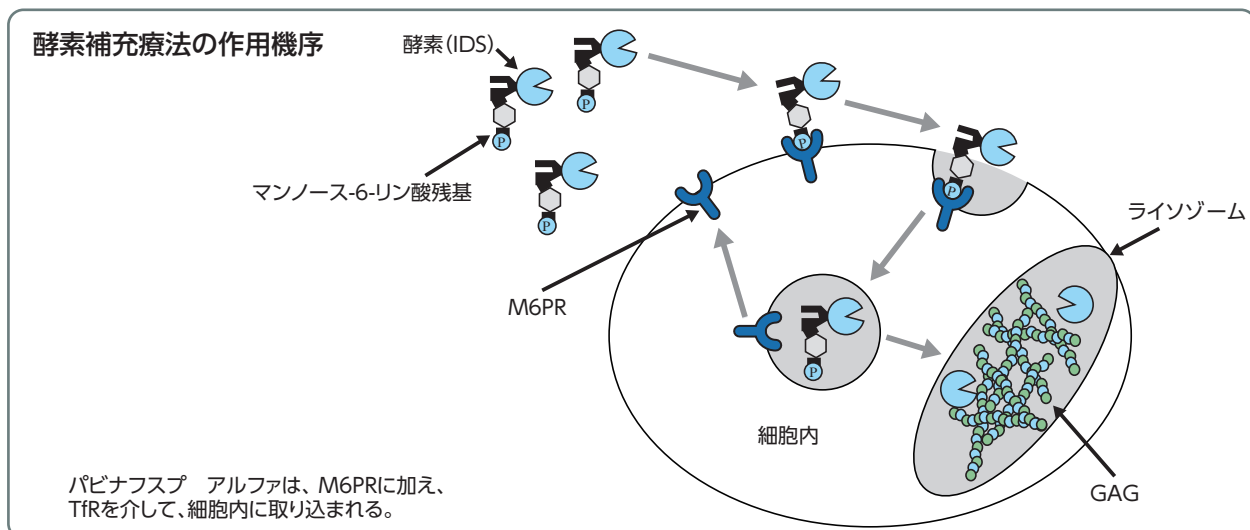 酵素補充療法の作用機序
酵素(IDS)
P
P
P
P
マンノース-6-リン酸残基
P
ライソゾーム
M6PR
P
細胞内
GAG
パビナフスプ　アルファは、M6PRに加え、
TfRを介して、細胞内に取り込まれる。